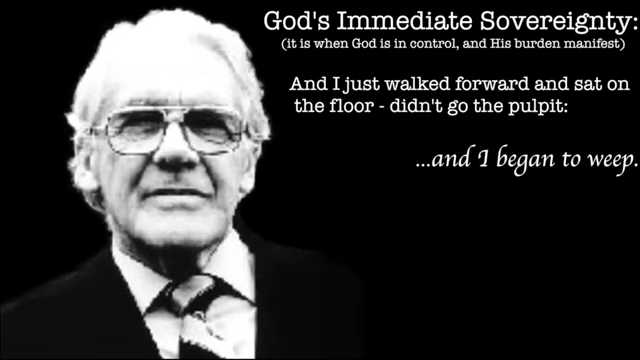 God's Immediate Sovereignty:
(it is when God is in control, and His burden manifest)
And I just walked forward and sat on
the floor - didn't go the pulpit:
...and I began to weep.